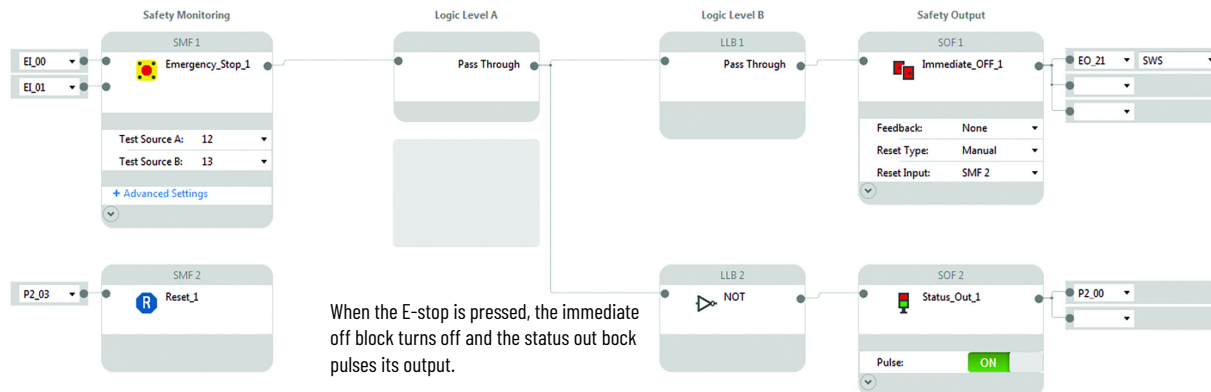 Safety Monitoring
Logic Level A
Logic Level B
Safety Output
SMF 1
EI_00
EI_01
Emergency_Stop_1
Test Source A: 12
Test Source B: 13
+ Advanced Settings
Pass Through
LLB 1
Pass Through
SOF 1
Immediate_OFF_1
Feedback: None
Reset Type: Manual
Reset Input: SMF 2
EO_21 SWS
SMF 2
P2_03
R Reset_1
When the E-stop is pressed, the immediate
off block turns off and the status out bock
pulses its output.
LLB 2
NOT
SOF 2
Status_Out_1
Pulse: ON
P2_00